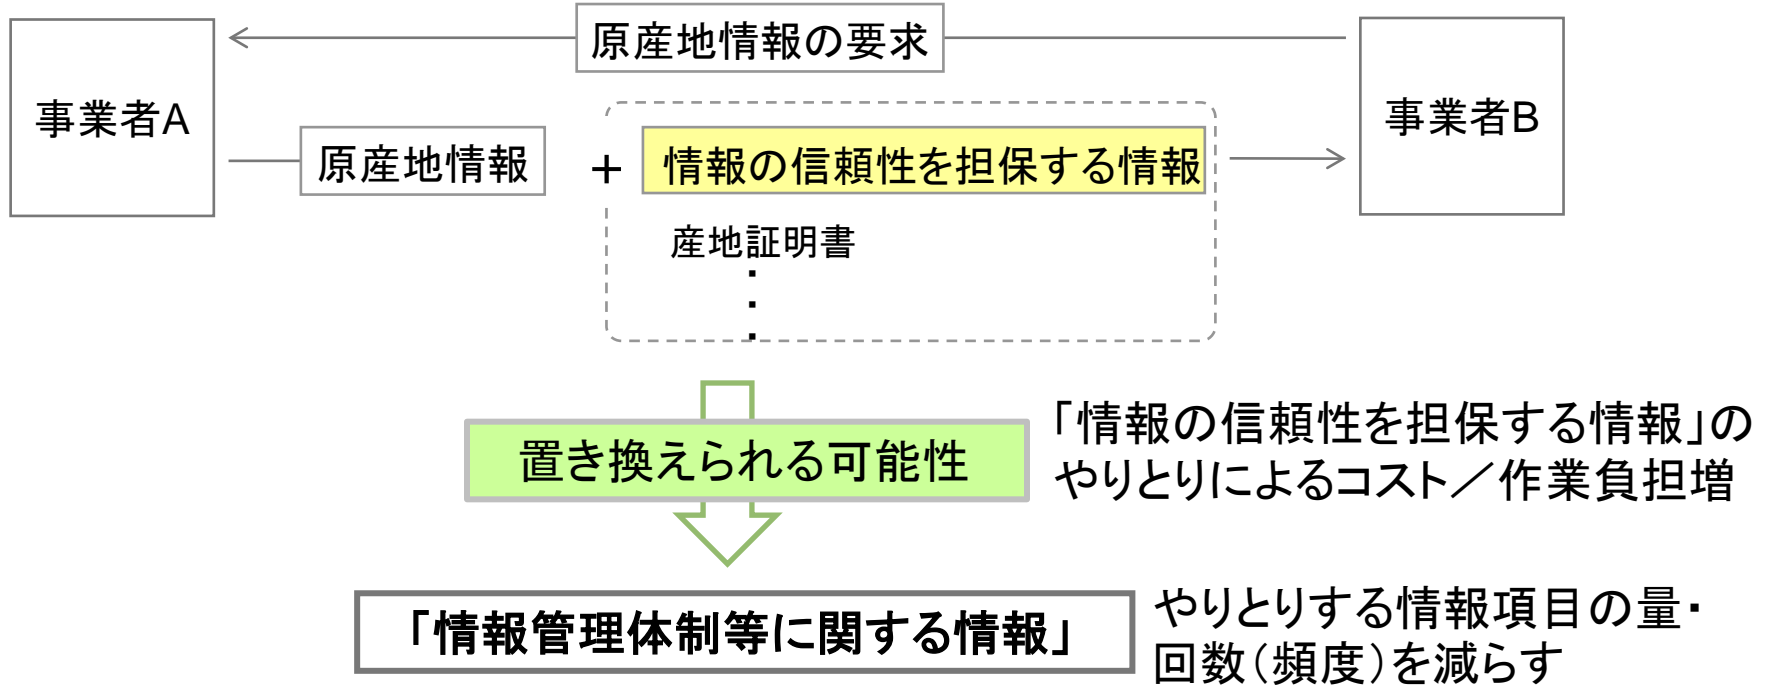 原産地情報の要求
事業者A
事業者B
原産地情報
+
情報の信頼性を担保する情報
産地証明書
・
・
・
置き換えられる可能性
「情報の信頼性を担保する情報」の
やりとりによるコスト／作業負担増
「情報管理体制等に関する情報」
やりとりする情報項目の量・
回数（頻度）を減らす